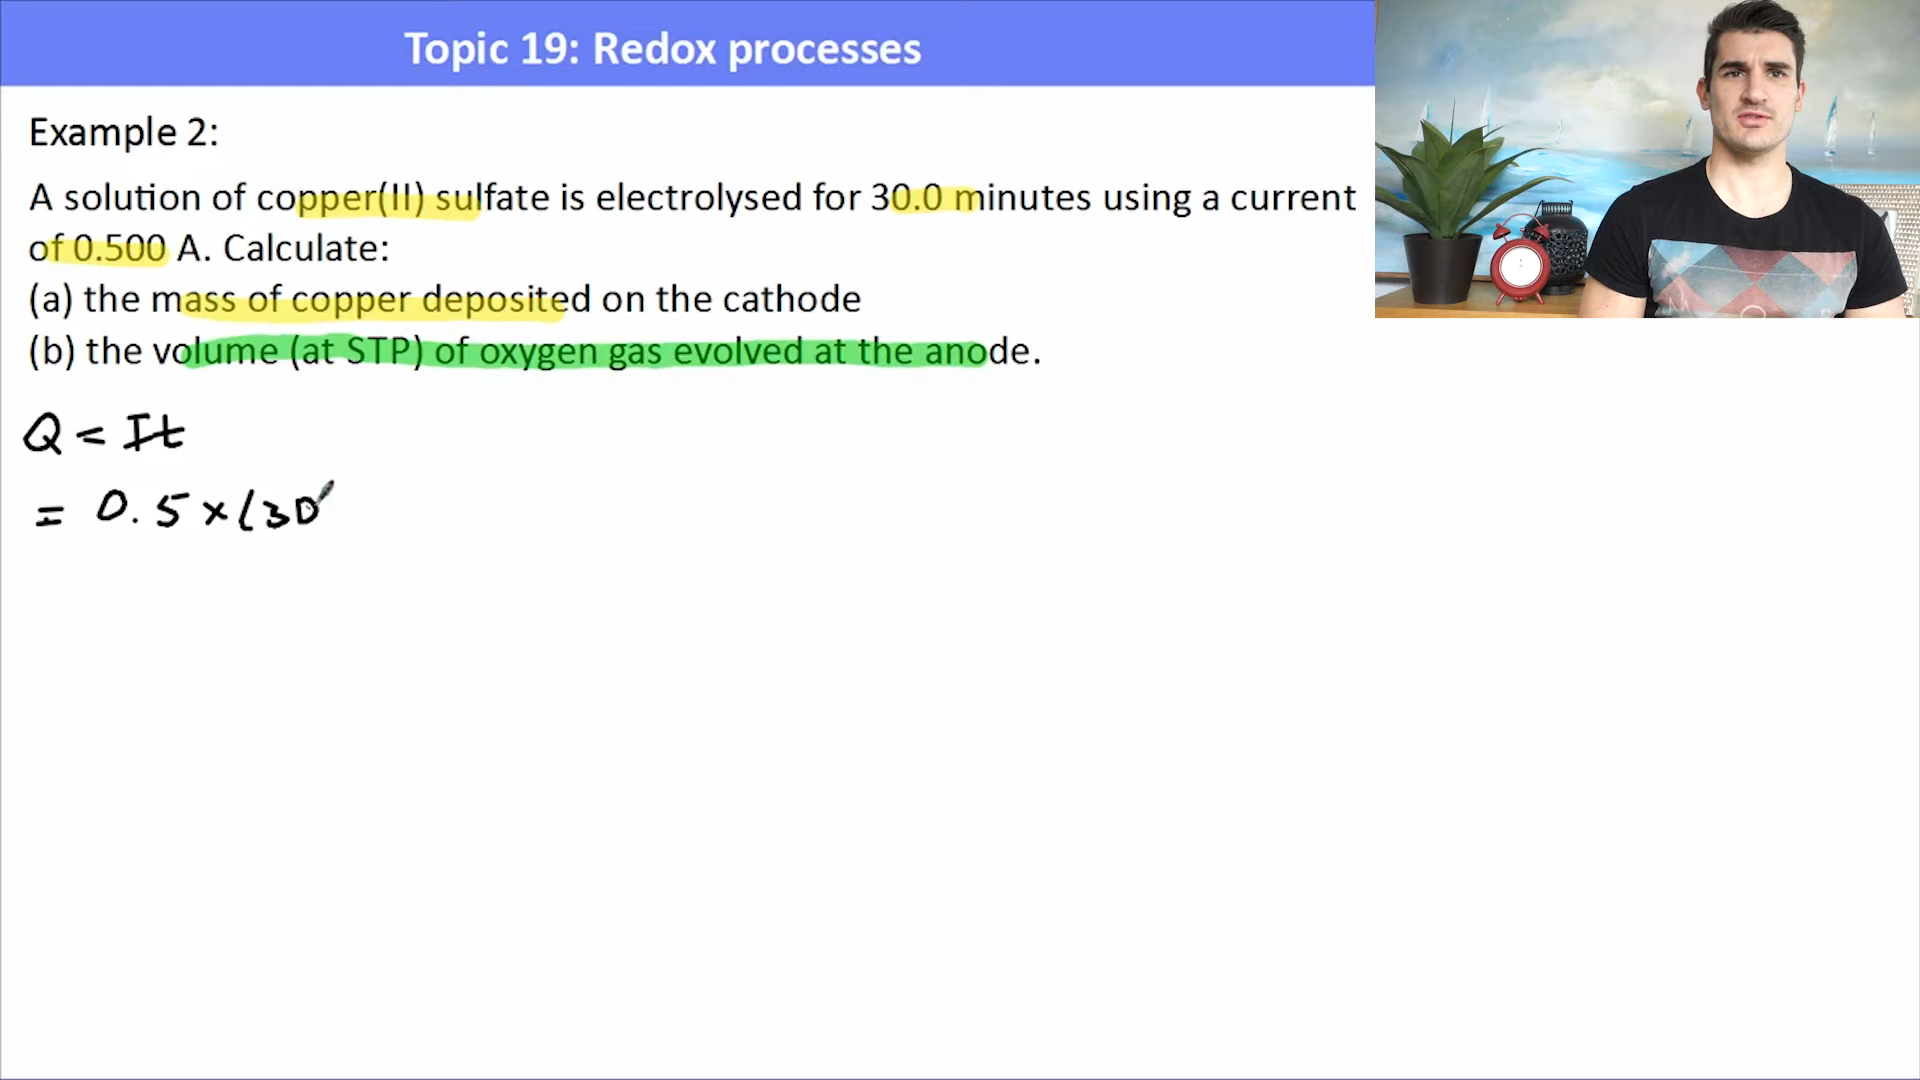 Topic 19: Redox processes
Example 2:
A solution of copper(II) sulfate is electrolysed for 30.0 minutes using a current
of 0.500 A. Calculate:
(a) the mass of copper deposited on the cathode
(b) the volume (at STP) of oxygen gas evolved at the anode.
Q = It
= 0.5 × (30